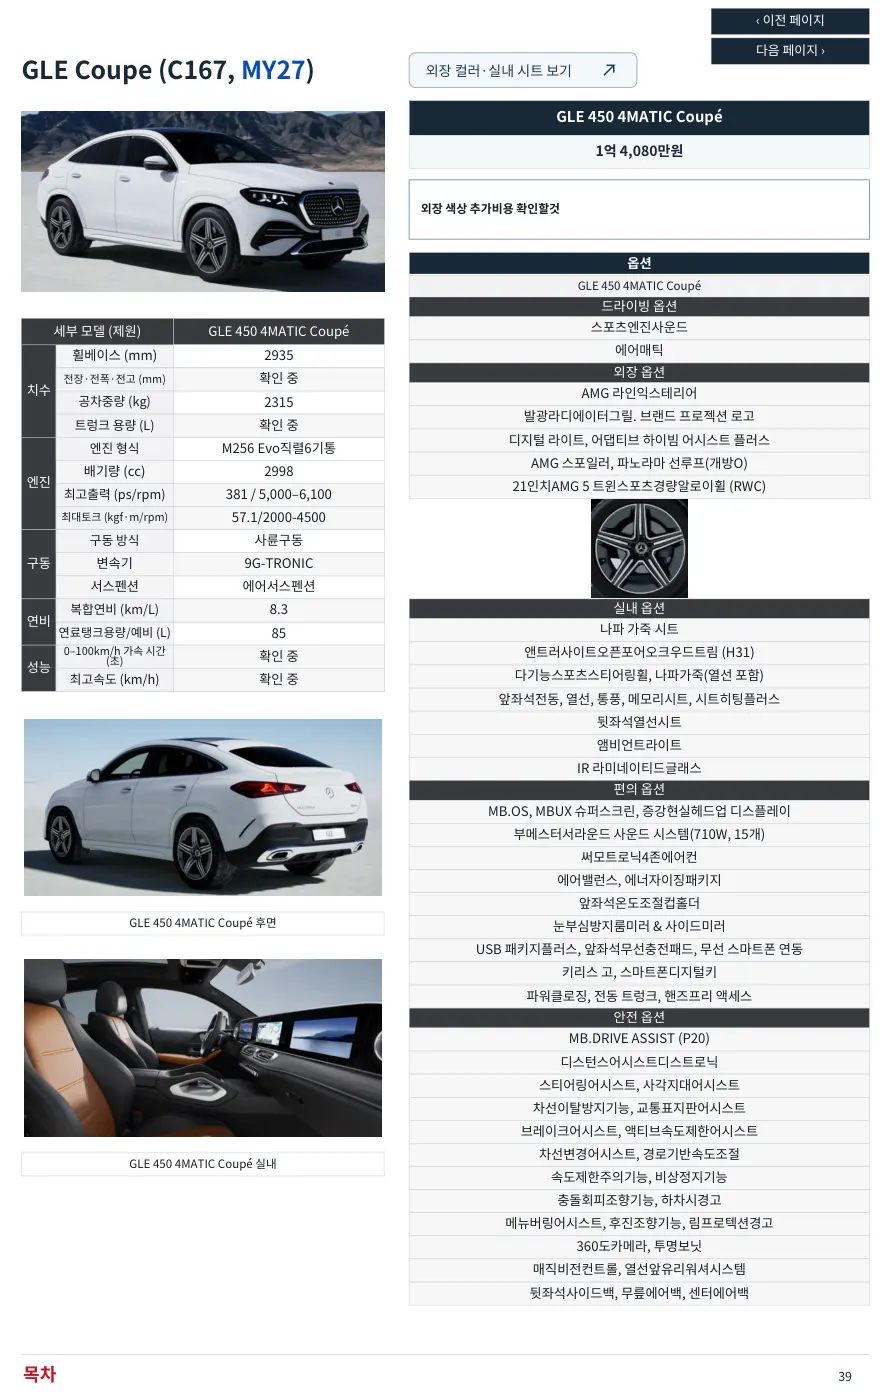 ‹ 이전 페이지
다음 페이지 ›
GLE Coupe (C167, MY27)
외장 컬러·실내 시트 보기
GLE 450 4MATIC Coupé
1억 4,080만원
외장 색상 추가비용 확인할것
세부 모델 (제원) GLE 450 4MATIC Coupé
치수
휠베이스 (mm) 2935
전장·전폭·전고 (mm) 확인 중
공차중량 (kg) 2315
트렁크 용량 (L) 확인 중
엔진
엔진 형식 M256 Evo직렬6기통
배기량 (cc) 2998
최고출력 (ps/rpm) 381 / 5,000–6,100
최대토크 (kgf·m/rpm) 57.1/2000-4500
구동
구동 방식 사륜구동
변속기 9G-TRONIC
서스펜션 에어서스펜션
연비
복합연비 (km/L) 8.3
연료탱크용량/예비 (L) 85
성능
0–100km/h 가속 시간
(초) 확인 중
최고속도 (km/h) 확인 중
GLE 450 4MATIC Coupé 후면
GLE 450 4MATIC Coupé 실내
옵션
GLE 450 4MATIC Coupé
드라이빙 옵션
스포츠엔진사운드
에어매틱
외장 옵션
AMG 라인익스테리어
발광라디에이터그릴. 브랜드 프로젝션 로고
디지털 라이트, 어댑티브 하이빔 어시스트 플러스
AMG 스포일러, 파노라마 선루프(개방O)
21인치AMG 5 트윈스포츠경량알로이휠 (RWC)
실내 옵션
나파 가죽 시트
앤트러사이트오픈포어오크우드트림 (H31)
다기능스포츠스티어링휠, 나파가죽(열선 포함)
앞좌석전동, 열선, 통풍, 메모리시트, 시트히팅플러스
뒷좌석열선시트
앰비언트라이트
IR 라미네이티드글래스
편의 옵션
MB.OS, MBUX 슈퍼스크린, 증강현실헤드업 디스플레이
부메스터서라운드 사운드 시스템(710W, 15개)
써모트로닉4존에어컨
에어밸런스, 에너자이징패키지
앞좌석온도조절컵홀더
눈부심방지룸미러 & 사이드미러
USB 패키지플러스, 앞좌석무선충전패드, 무선 스마트폰 연동
키리스 고, 스마트폰디지털키
파워클로징, 전동 트렁크, 핸즈프리 액세스
안전 옵션
MB.DRIVE ASSIST (P20)
디스턴스어시스트디스트로닉
스티어링어시스트, 사각지대어시스트
차선이탈방지기능, 교통표지판어시스트
브레이크어시스트, 액티브속도제한어시스트
차선변경어시스트, 경로기반속도조절
속도제한주의기능, 비상정지기능
충돌회피조향기능, 하차시경고
메뉴버링어시스트, 후진조향기능, 림프로텍션경고
360도카메라, 투명보닛
매직비전컨트롤, 열선앞유리워셔시스템
뒷좌석사이드백, 무릎에어백, 센터에어백
목차
39